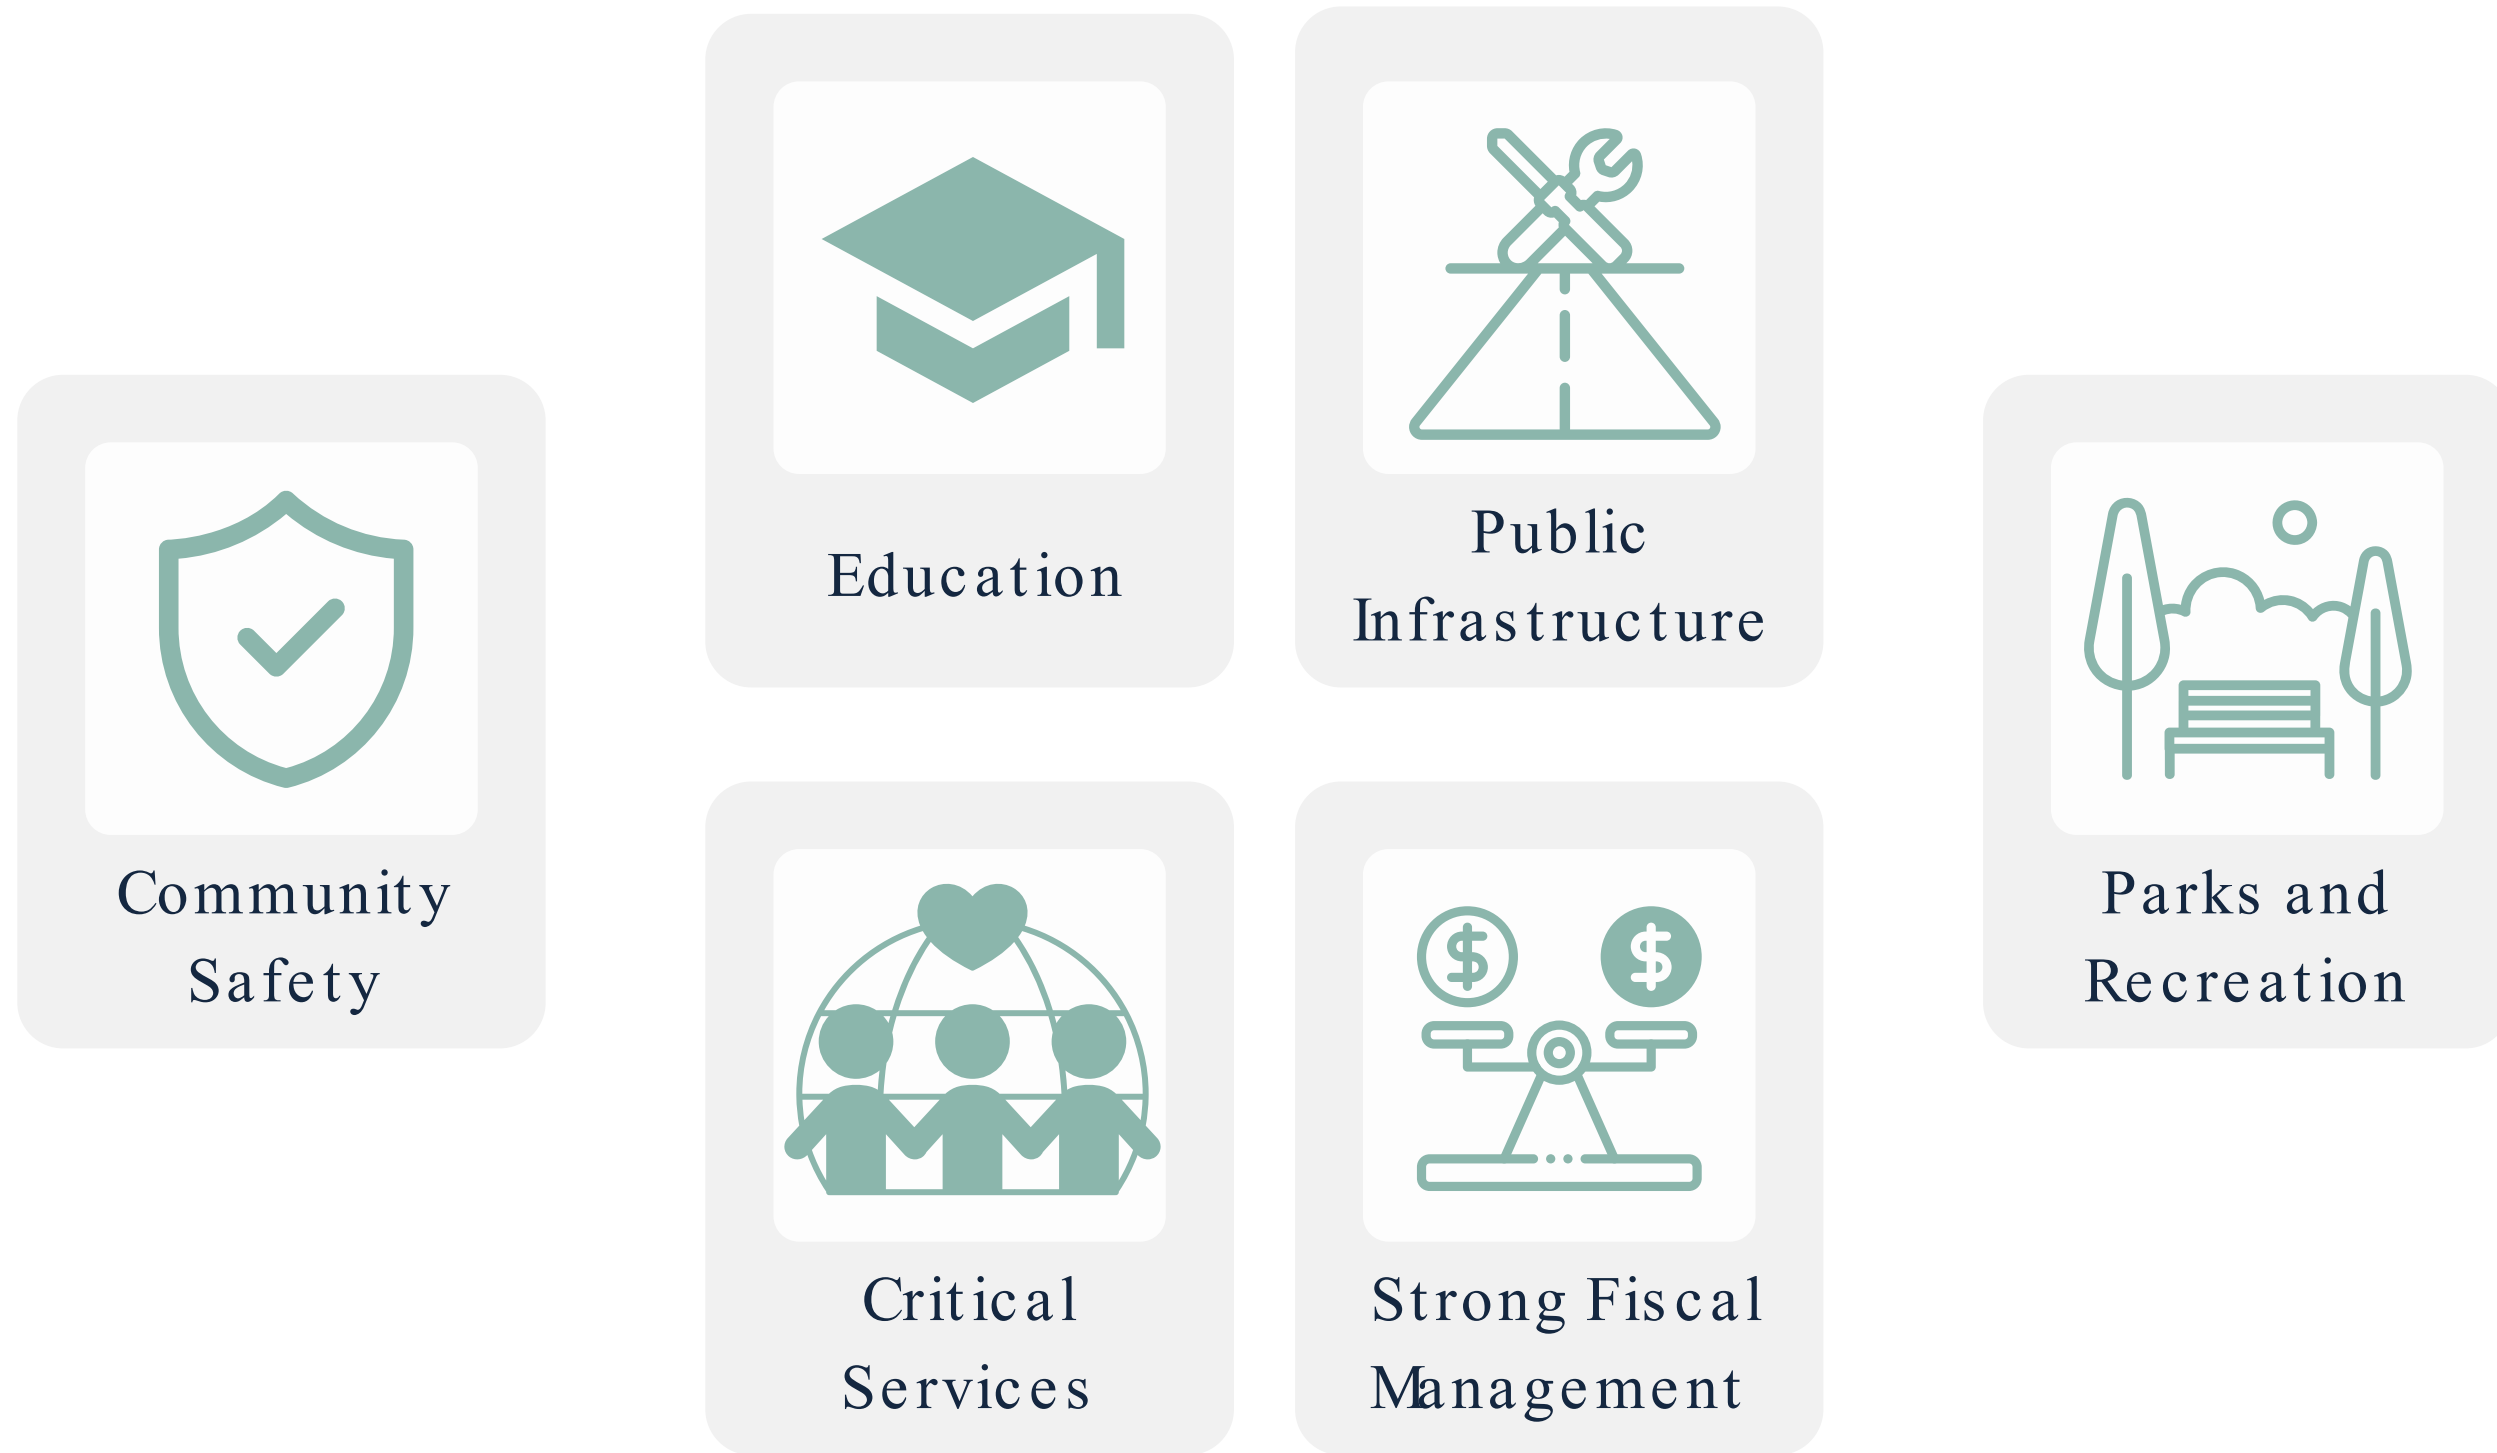 Education
Public
Infrastructure
Community
Safety
Parks and
Recreation
Critical
Services
Strong Fiscal
Management